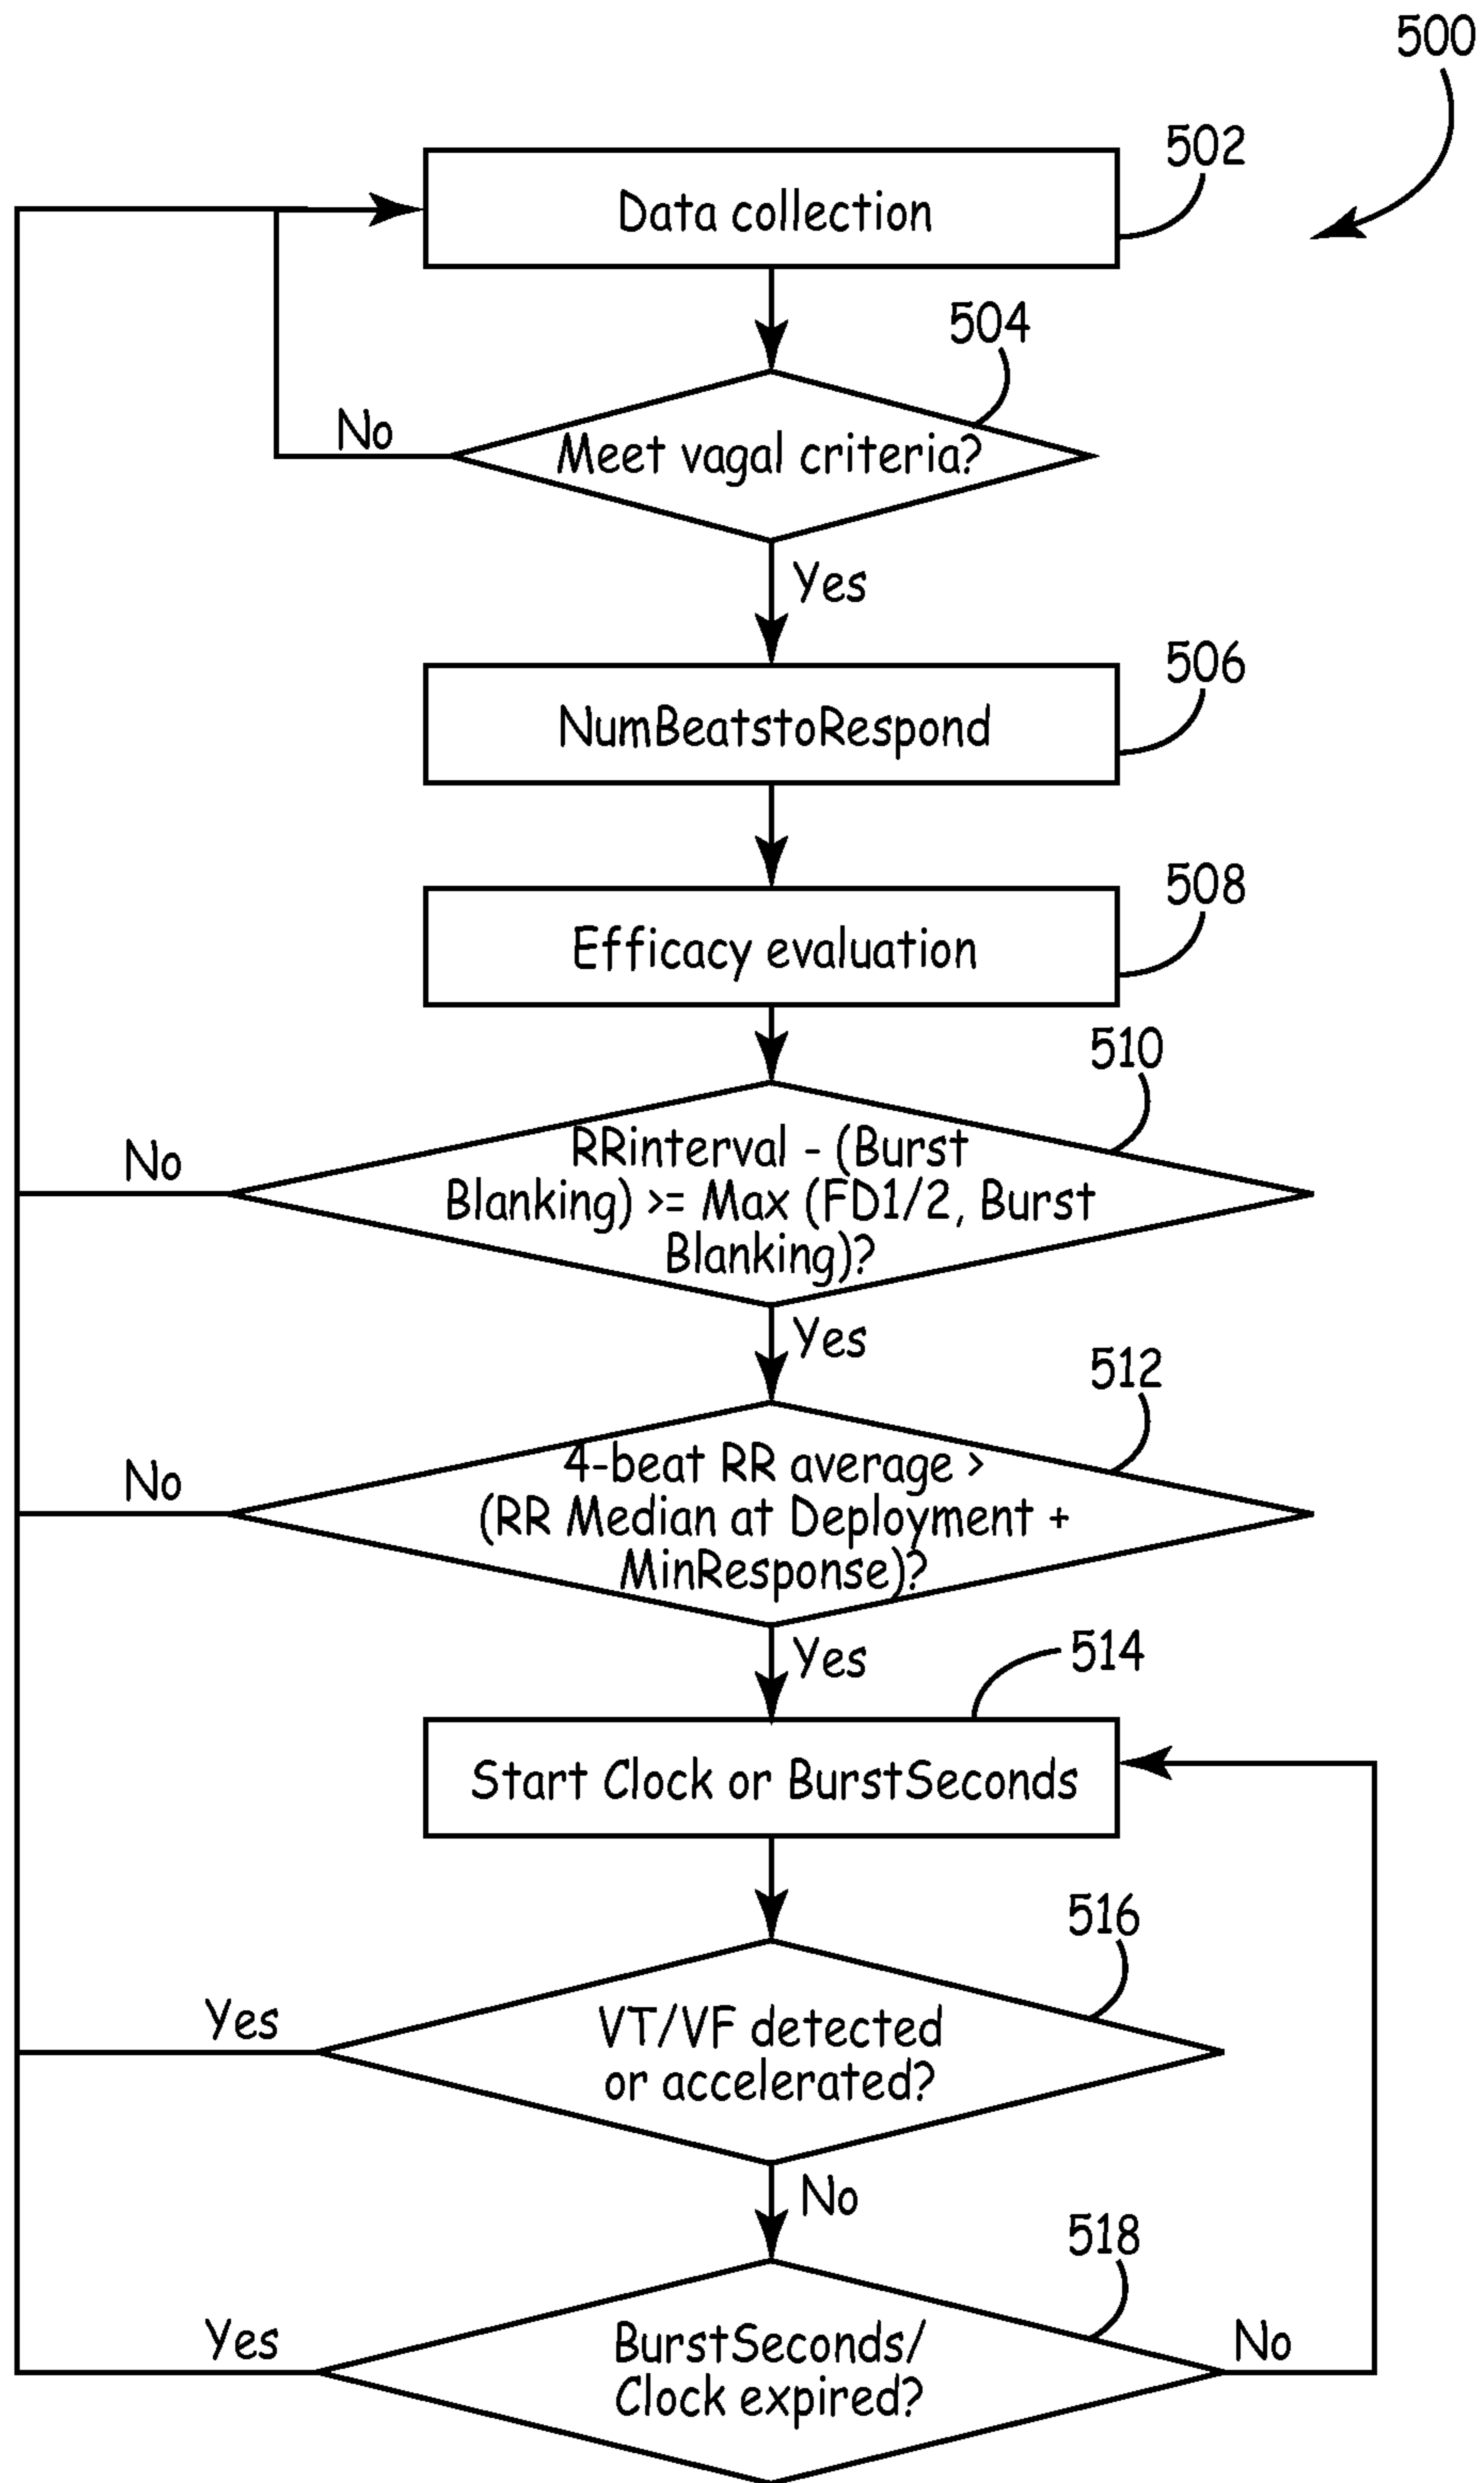 500
502
Data collection
504
No
Meet vagal criteria?
Yes
506
NumBeatstoRespond
508
Efficacy evaluation
510
No
RRinterval - (Burst
Blanking) >= Max (FD1/2, Burst
Blanking)?
Yes
512
No
4-beat RR average >
(RR Median at Deployment +
MinResponse)?
Yes
514
Start Clock or BurstSeconds
516
Yes
VT/VF detected
or accelerated?
No
518
Yes
BurstSeconds/
Clock expired?
No